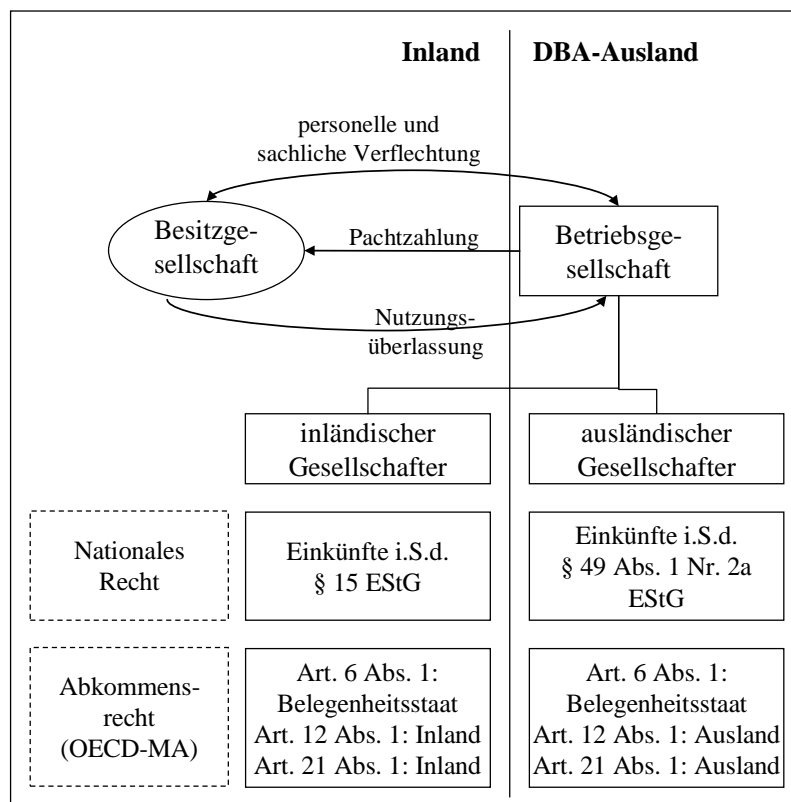 Inland
DBA-Ausland
personelle und
sachliche Verflechtung
Besitzge-
sellschaft
Pachtzahlung
Betriebsge-
sellschaft
Nutzungs-
überlassung
inländischer
Gesellschafter
ausländischer
Gesellschafter
Nationales
Recht
Einkünfte i.S.d.
§ 15 EStG
Einkünfte i.S.d.
§ 49 Abs. 1 Nr. 2a
EStG
Abkommens-
recht
(OECD-MA)
Art. 6 Abs. 1:
Belegenheitsstaat
Art. 12 Abs. 1: Inland
Art. 21 Abs. 1: Inland
Art. 6 Abs. 1:
Belegenheitsstaat
Art. 12 Abs. 1: Ausland
Art. 21 Abs. 1: Ausland